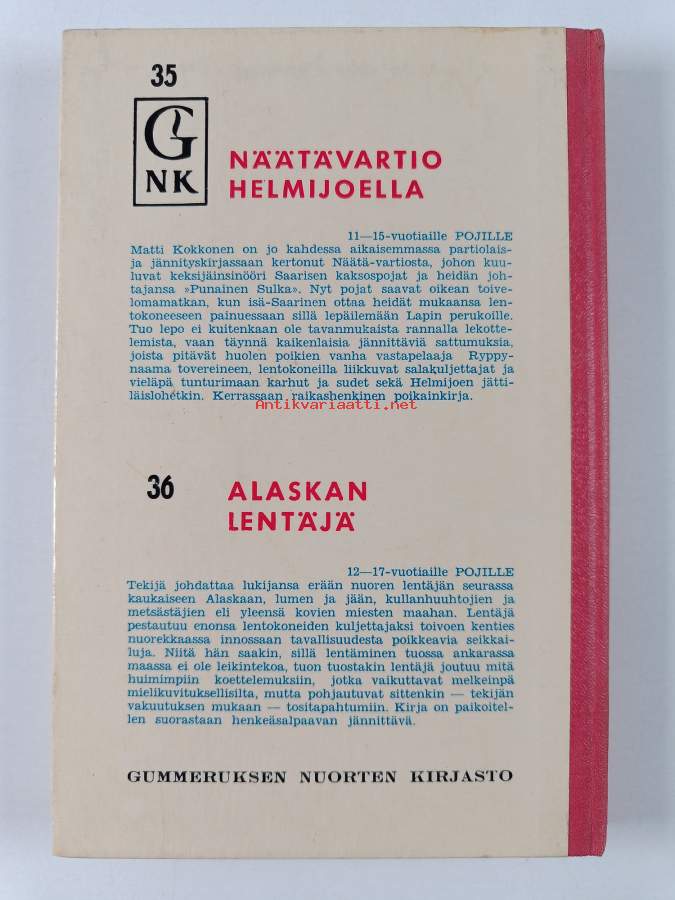 35
G
NK
NÄÄTÄVARTIO
HELMIJOELLA
11—15-vuotiaille POJILLE
Matti Kokkonen on jo kahdessa aikaisemmassa partiolais-
ja jännityskirjassaan kertonut Näätä-vartiosta, johon kuu-
luvat keksijäinsinööri Saarisen kaksospojat ja heidän joh-
tajansa »Punainen Sulka». Nyt pojat saavat oikean toive-
lomamatkan, kun isä-Saarinen ottaa heidät mukaansa len-
tokoneeseen painuessaan sillä lepäilemään Lapin perukoille.
Tuo lepo ei kuitenkaan ole tavanmukaista rannalla lekotte-
lemista, vaan täynnä kaikenlaisia jännittäviä sattumuksia,
joista pitävät huolen poikien vanha vastapelaaja Ryppy-
naama tovereineen, lentokoneilla liikkuvat salakuljettajat ja
vieläpä tunturimaan karhut ja sudet sekä Helmijoen jätti-
läislohetkin. Kerrassaan raikashenkinen poikainkirja.
Antikvariaatti.net
36
ALASKAN
LENTÄJÄ
12—17-vuotiaille POJILLE
Tekijä johdattaa lukijansa erään nuoren lentäjän seurassa
kaukaiseen Alaskaan, lumen ja jään, kullanhuuhtojien ja
metsästäjien eli yleensä kovien miesten maahan. Lentäjä
pestautuu enonsa lentokoneiden kuljettajaksi toivoen kenties
nuorekkaassa innossaan tavallisuudesta poikkeavia seikkai-
luja. Niitä hän saakin, sillä lentäminen tuossa ankarassa
maassa ei ole leikintekoa, tuon tuostakin lentäjä joutuu mitä
huimimpiin koettelemuksiin, jotka vaikuttavat melkeinpä
mielikuvituksellisilta, mutta pohjautuvat sittenkin — tekijän
vakuutuksen mukaan — tositapahtumiin. Kirja on paikoitel-
len suorastaan henkeäsalpaavan jännittävä.
GUMMERUKSEN NUORTEN KIRJASTO